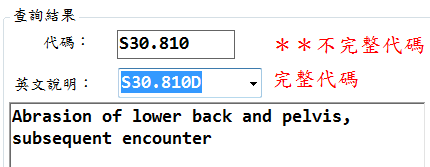 查詢結果
代碼： S30.810 ＊＊不完整代碼
英文說明： S30.810D 完整代碼
Abrasion of lower back and pelvis,
subsequent encounter